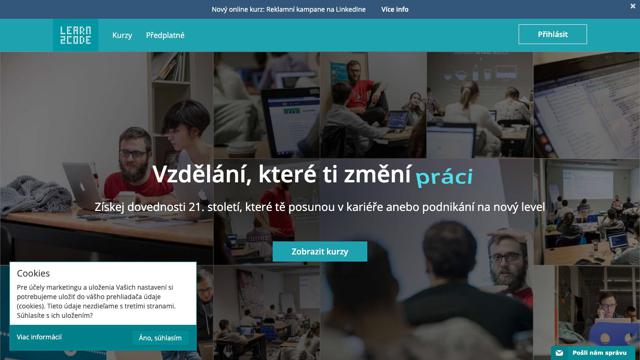 Nový online kurz: Reklamní kampane na LinkedIne Více info
LEARN
2CODE
Kurzy Předplatné
Přihlásit
Vzdělání, které ti změní práci
Získej dovednosti 21. století, které tě posunou v kariéře anebo podnikání na nový level
Zobrazit kurzy
Cookies
Pre účely marketingu a uloženia Vašich nastavení si
potrebujeme uložiť do vášho prehliadača údaje
(cookies). Tieto údaje nezdieľame s tretími stranami.
Súhlasíte s ich uložením?
Viac informácií
Áno, súhlasím
Pošli nám správu